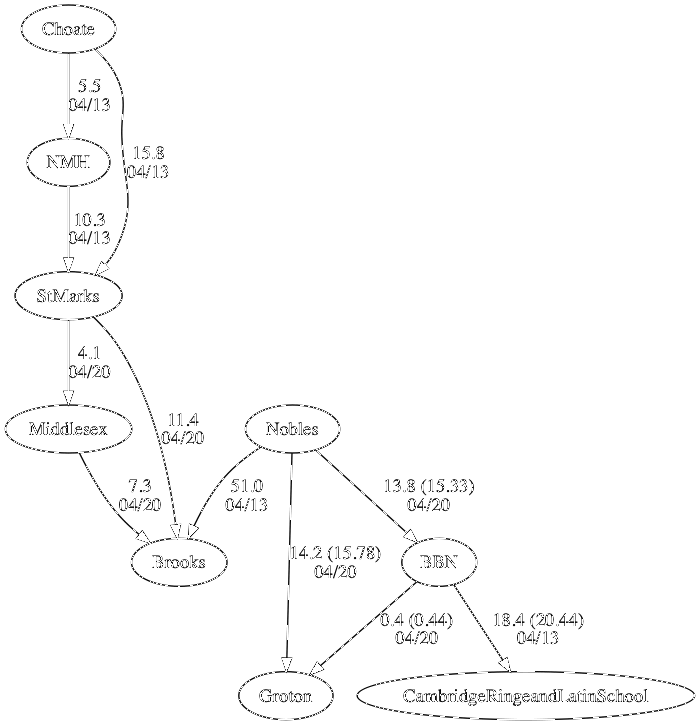 Choate
5.5
04/13
15.8
04/13
NMH
10.3
04/13
StMarks
4.1
04/20
11.4
04/20
Middlesex
Nobles
7.3
04/20
51.0
04/13
13.8 (15.33)
04/20
14.2 (15.78)
04/20
Brooks
BBN
0.4 (0.44)
04/20
18.4 (20.44)
04/13
Groton
CambridgeRingeandLatinSchool